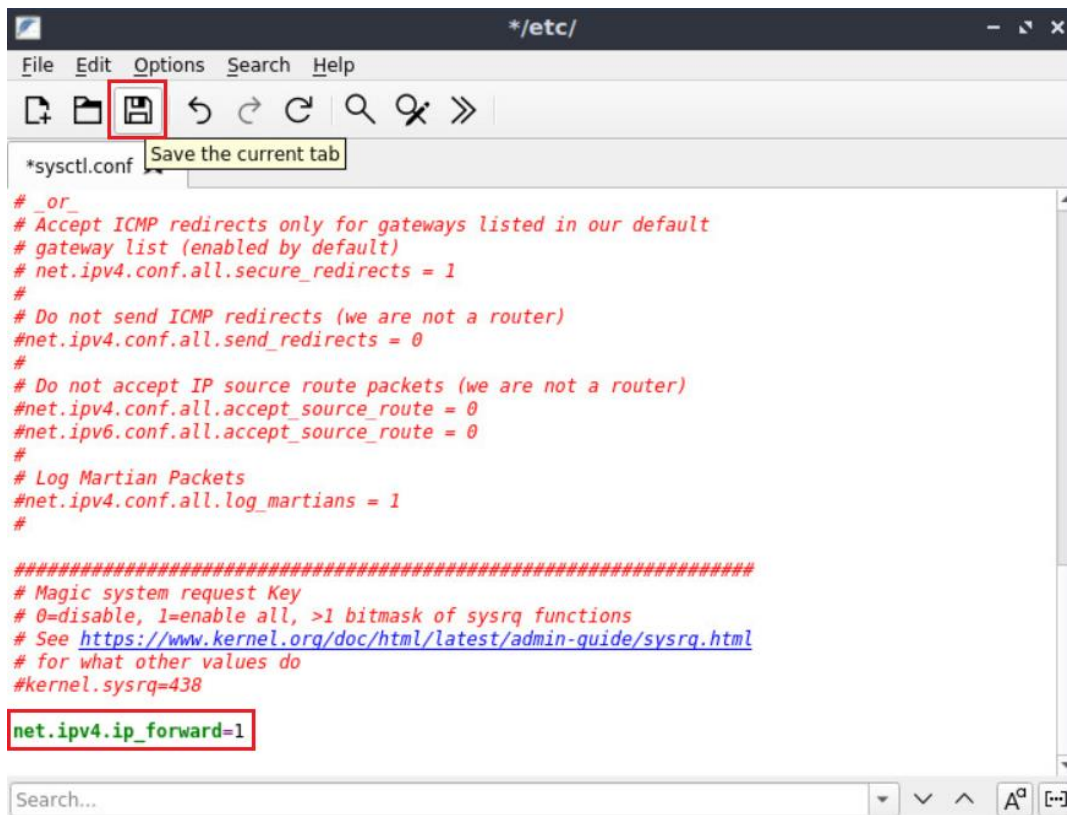 */etc/
File Edit Options Search Help
Save the current tab
*sysctl.conf
# _or_
# Accept ICMP redirects only for gateways listed in our default
# gateway list (enabled by default)
# net.ipv4.conf.all.secure_redirects = 1
#
# Do not send ICMP redirects (we are not a router)
#net.ipv4.conf.all.send_redirects = 0
#
# Do not accept IP source route packets (we are not a router)
#net.ipv4.conf.all.accept_source_route = 0
#net.ipv6.conf.all.accept_source_route = 0
#
# Log Martian Packets
#net.ipv4.conf.all.log_martians = 1
#
###################################################################
# Magic system request Key
# 0=disable, 1=enable all, >1 bitmask of sysrq functions
# See https://www.kernel.org/doc/html/latest/admin-guide/sysrq.html
# for what other values do
#kernel.sysrq=438
net.ipv4.ip_forward=1
Search...